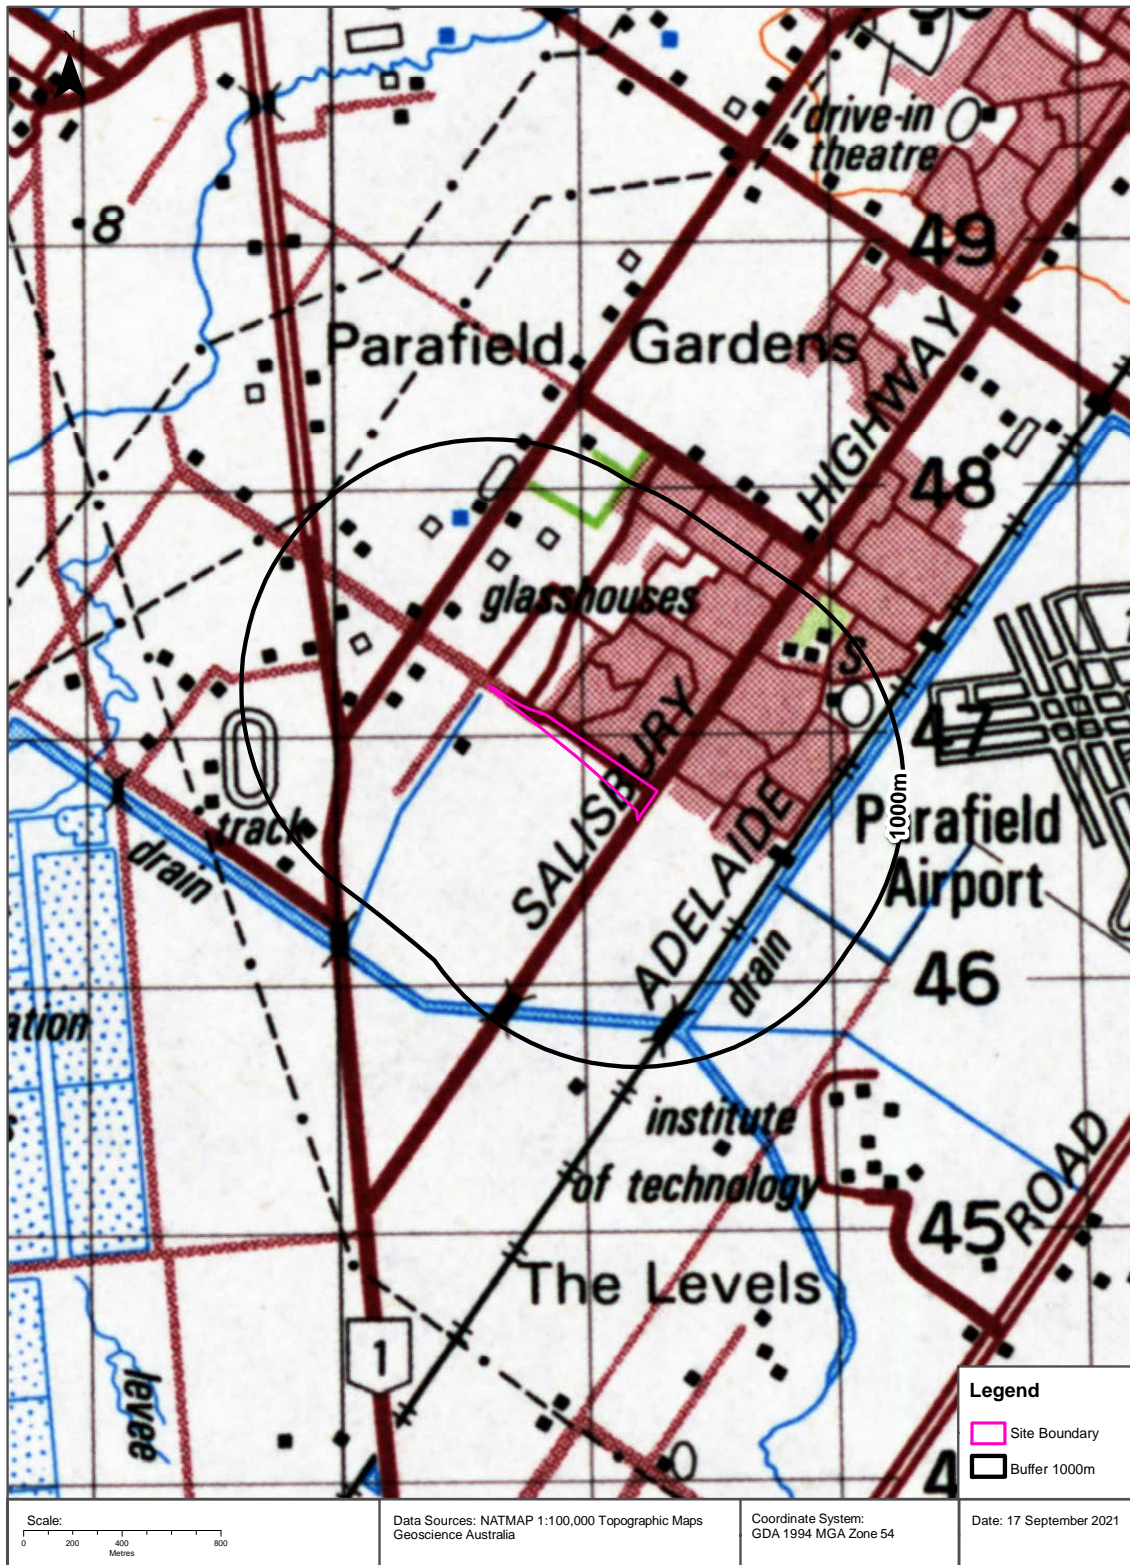 N
drive-in
theatre
8
49
Parafield Gardens
HIGHWAY
48
glasshouses
S
SALISBURY
47
1000m
track
drain
ADELAIDE
Parafield
Airport
drain
46
ation
institute
of technology
45
ROAD
The Levels
1
levee
4
Legend
Site Boundary
Buffer 1000m
Scale:
0 200 400 800
Metres
Data Sources: NATMAP 1:100,000 Topographic Maps
Geoscience Australia
Coordinate System:
GDA 1994 MGA Zone 54
Date: 17 September 2021